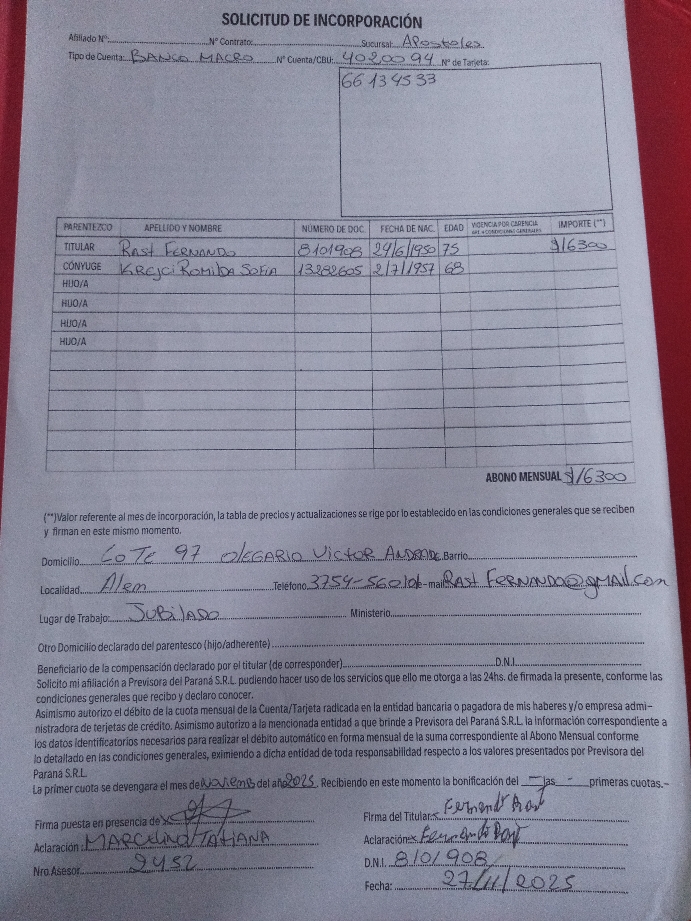 SOLICITUD DE INCORPORACIÓN
Afiliado Nº: Nº Contrato: Sucursal: Apostoles
Tipo de Cuenta: BANCO MACRO Nº Cuenta/CBU: 4020094 Nº de Tarjeta:
66134533
PARENTEZCO APELLIDO Y NOMBRE NÚMERO DE DOC. FECHA DE NAC. EDAD VIGENCIA POR CARENCIA IMPORTE (**)
TITULAR RAST FERNANDO 8101908 29/6/1950 75 $16300
CÓNYUGE KREJCI ROMILDA SOFIA 13282605 2/7/1957 68
HIJO/A
HIJO/A
HIJO/A
HIJO/A
ABONO MENSUAL $16300
(**)Valor referente al mes de incorporación, la tabla de precios y actualizaciones se rige por lo establecido en las condiciones generales que se reciben
y firman en este mismo momento.
Domicilio LOTE 97 OLEGARIO VICTOR ANDRADE Barrio
Localidad Alem Teléfono 3754-560106 e-mail RAST FERNANDO@gMAil.com
Lugar de Trabajo: JUBILADO Ministerio
Otro Domicilio declarado del parentesco (hijo/adherente)
Beneficiario de la compensación declarado por el titular (de corresponder) D.N.I.
Solicito mi afiliación a Previsora del Paraná S.R.L. pudiendo hacer uso de los servicios que ello me otorga a las 24hs. de firmada la presente, conforme las
condiciones generales que recibo y declaro conocer.
Asimismo autorizo el débito de la cuota mensual de la Cuenta/Tarjeta radicada en la entidad bancaria o pagadora de mis haberes y/o empresa admi-
nistradora de terjetas de crédito. Asimismo autorizo a la mencionada entidad a que brinde a Previsora del Paraná S.R.L. la información correspondiente a
los datos identificatorios necesarios para realizar el débito automático en forma mensual de la suma correspondiente al Abono Mensual conforme
lo detallado en las condiciones generales, eximiendo a dicha entidad de toda responsabilidad respecto a los valores presentados por Previsora del
Paraná S.R.L.
La primer cuota se devengara el mes de Noviemb del año 2025. Recibiendo en este momento la bonificación del — las - primeras cuotas.-
Firma puesta en presencia de x Firma del Titular: x Fernando Rast
Aclaración: MARCELINO TATIANA Aclaración: x Fernando Rast
Nro Asesor 2452 D.N.I. 8101908
Fecha: 27/11/2025